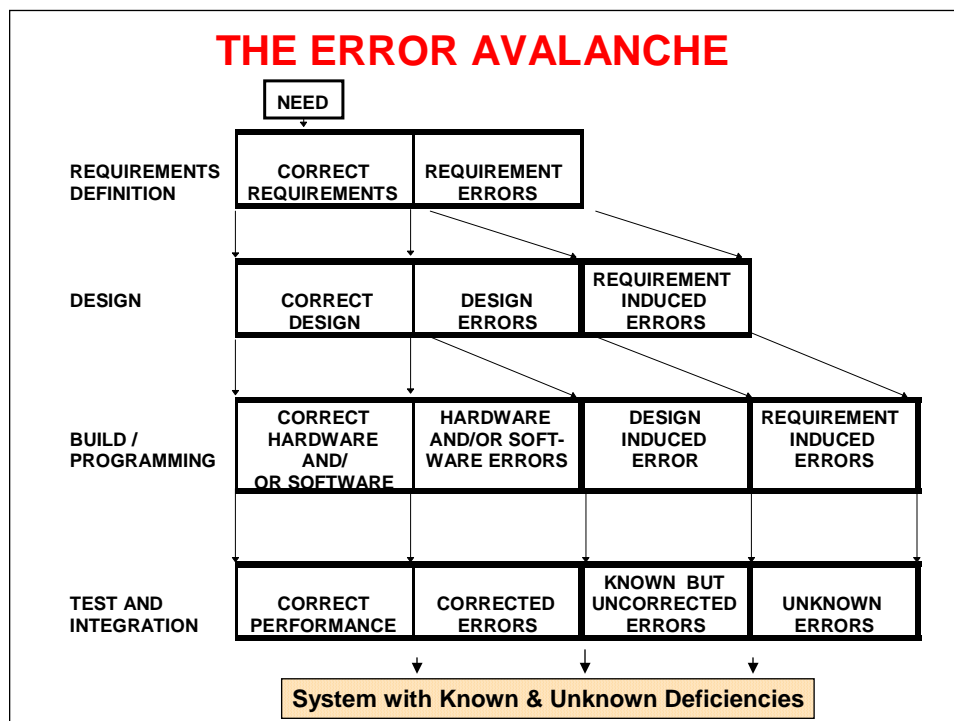 THE ERROR AVALANCHE
NEED
REQUIREMENTS
DEFINITION
CORRECT
REQUIREMENTS
REQUIREMENT
ERRORS
DESIGN
CORRECT
DESIGN
DESIGN
ERRORS
REQUIREMENT
INDUCED
ERRORS
BUILD /
PROGRAMMING
CORRECT
HARDWARE
AND/
OR SOFTWARE
HARDWARE
AND/OR SOFT-
WARE ERRORS
DESIGN
INDUCED
ERROR
REQUIREMENT
INDUCED
ERRORS
TEST AND
INTEGRATION
CORRECT
PERFORMANCE
CORRECTED
ERRORS
KNOWN BUT
UNCORRECTED
ERRORS
UNKNOWN
ERRORS
System with Known & Unknown Deficiencies